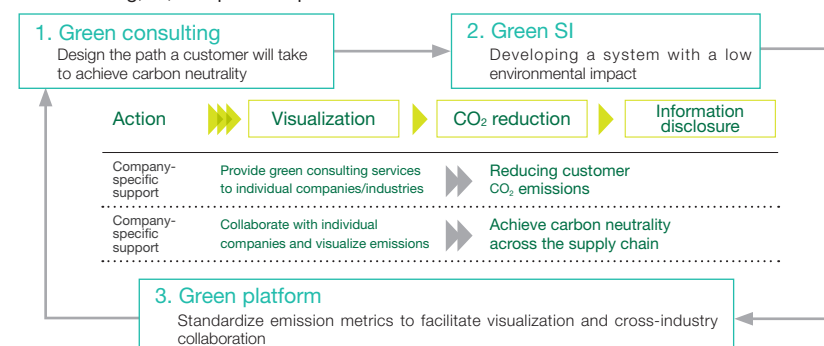 1. Green consulting
Design the path a customer will take
to achieve carbon neutrality
2. Green SI
Developing a system with a low
environmental impact
Action
Visualization
CO₂ reduction
Information
disclosure
Company-
specific
support
Provide green consulting services
to individual companies/industries
Reducing customer
CO₂ emissions
Company-
specific
support
Collaborate with individual
companies and visualize emissions
Achieve carbon neutrality
across the supply chain
3. Green platform
Standardize emission metrics to facilitate visualization and cross-industry
collaboration